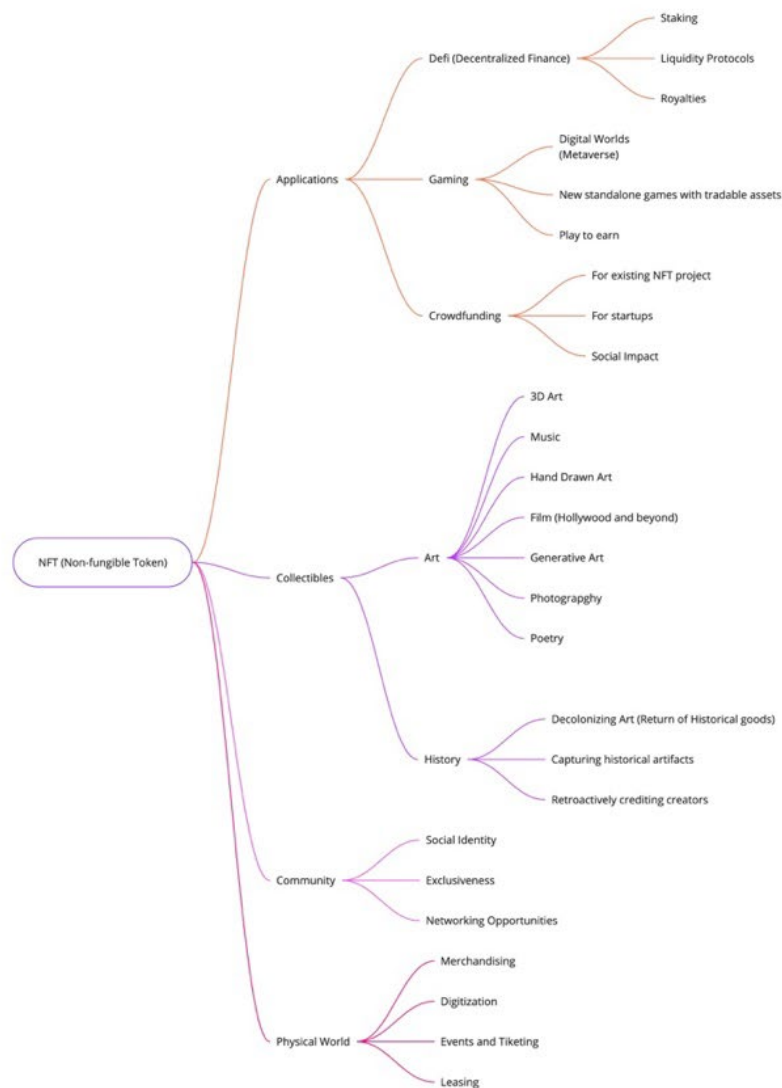 NFT (Non-fungible Token)
Applications
Defi (Decentralized Finance)
Staking
Liquidity Protocols
Royalties
Gaming
Digital Worlds
(Metaverse)
New standalone games with tradable assets
Play to earn
Crowdfunding
For existing NFT project
For startups
Social Impact
Collectibles
Art
3D Art
Music
Hand Drawn Art
Film (Hollywood and beyond)
Generative Art
Photograpghy
Poetry
History
Decolonizing Art (Return of Historical goods)
Capturing historical artifacts
Retroactively crediting creators
Community
Social Identity
Exclusiveness
Networking Opportunities
Physical World
Merchandising
Digitization
Events and Tiketing
Leasing